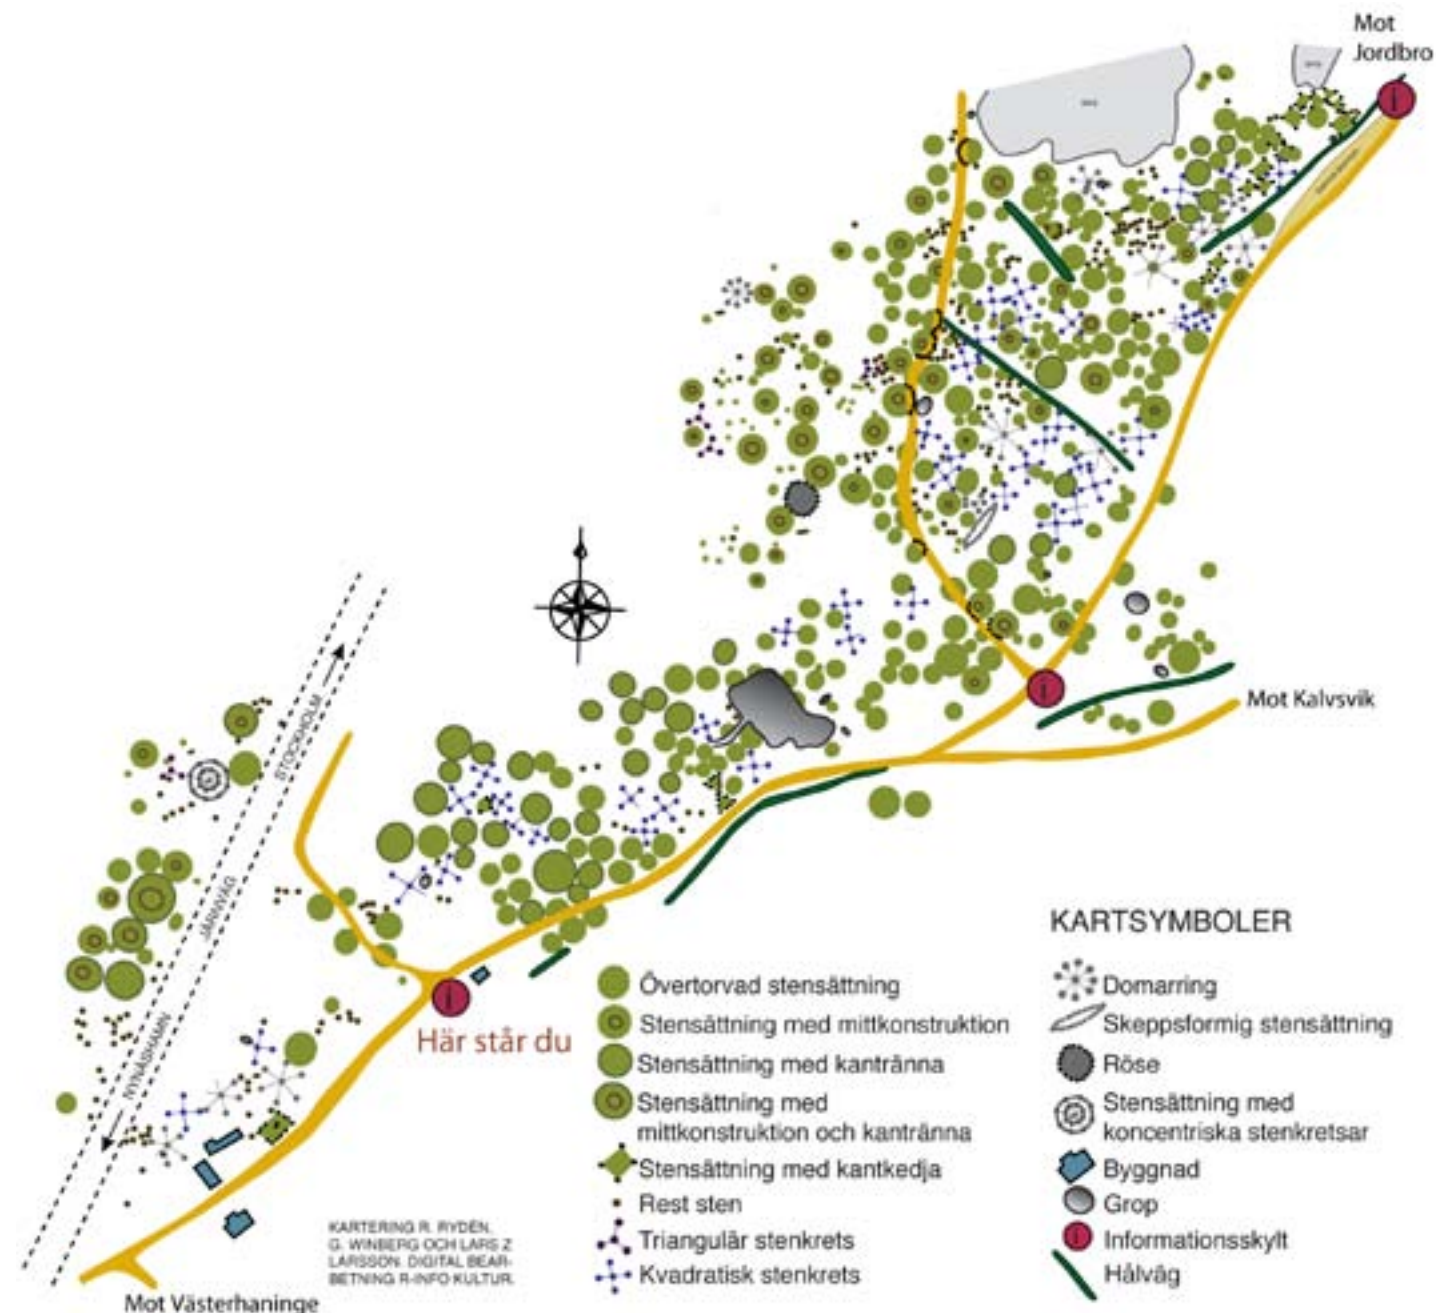 Mot
Jordbro
Mot Kalvsvik
STOCKHOLM
JÄRNVÄG
NYNÄSHAMN
Här står du
Mot Västerhaninge
KARTERING R. RYDÉN,
G. WINBERG OCH LARS Z
LARSSON. DIGITAL BEAR-
BETNING R-INFO KULTUR.
Övertorvad stensättning
Stensättning med mittkonstruktion
Stensättning med kantränna
Stensättning med
mittkonstruktion och kantränna
Stensättning med kantkedja
Rest sten
Triangulär stenkrets
Kvadratisk stenkrets
KARTSYMBOLER
Domarring
Skeppsformig stensättning
Röse
Stensättning med
koncentriska stenkretsar
Byggnad
Grop
Informationsskylt
Hålväg